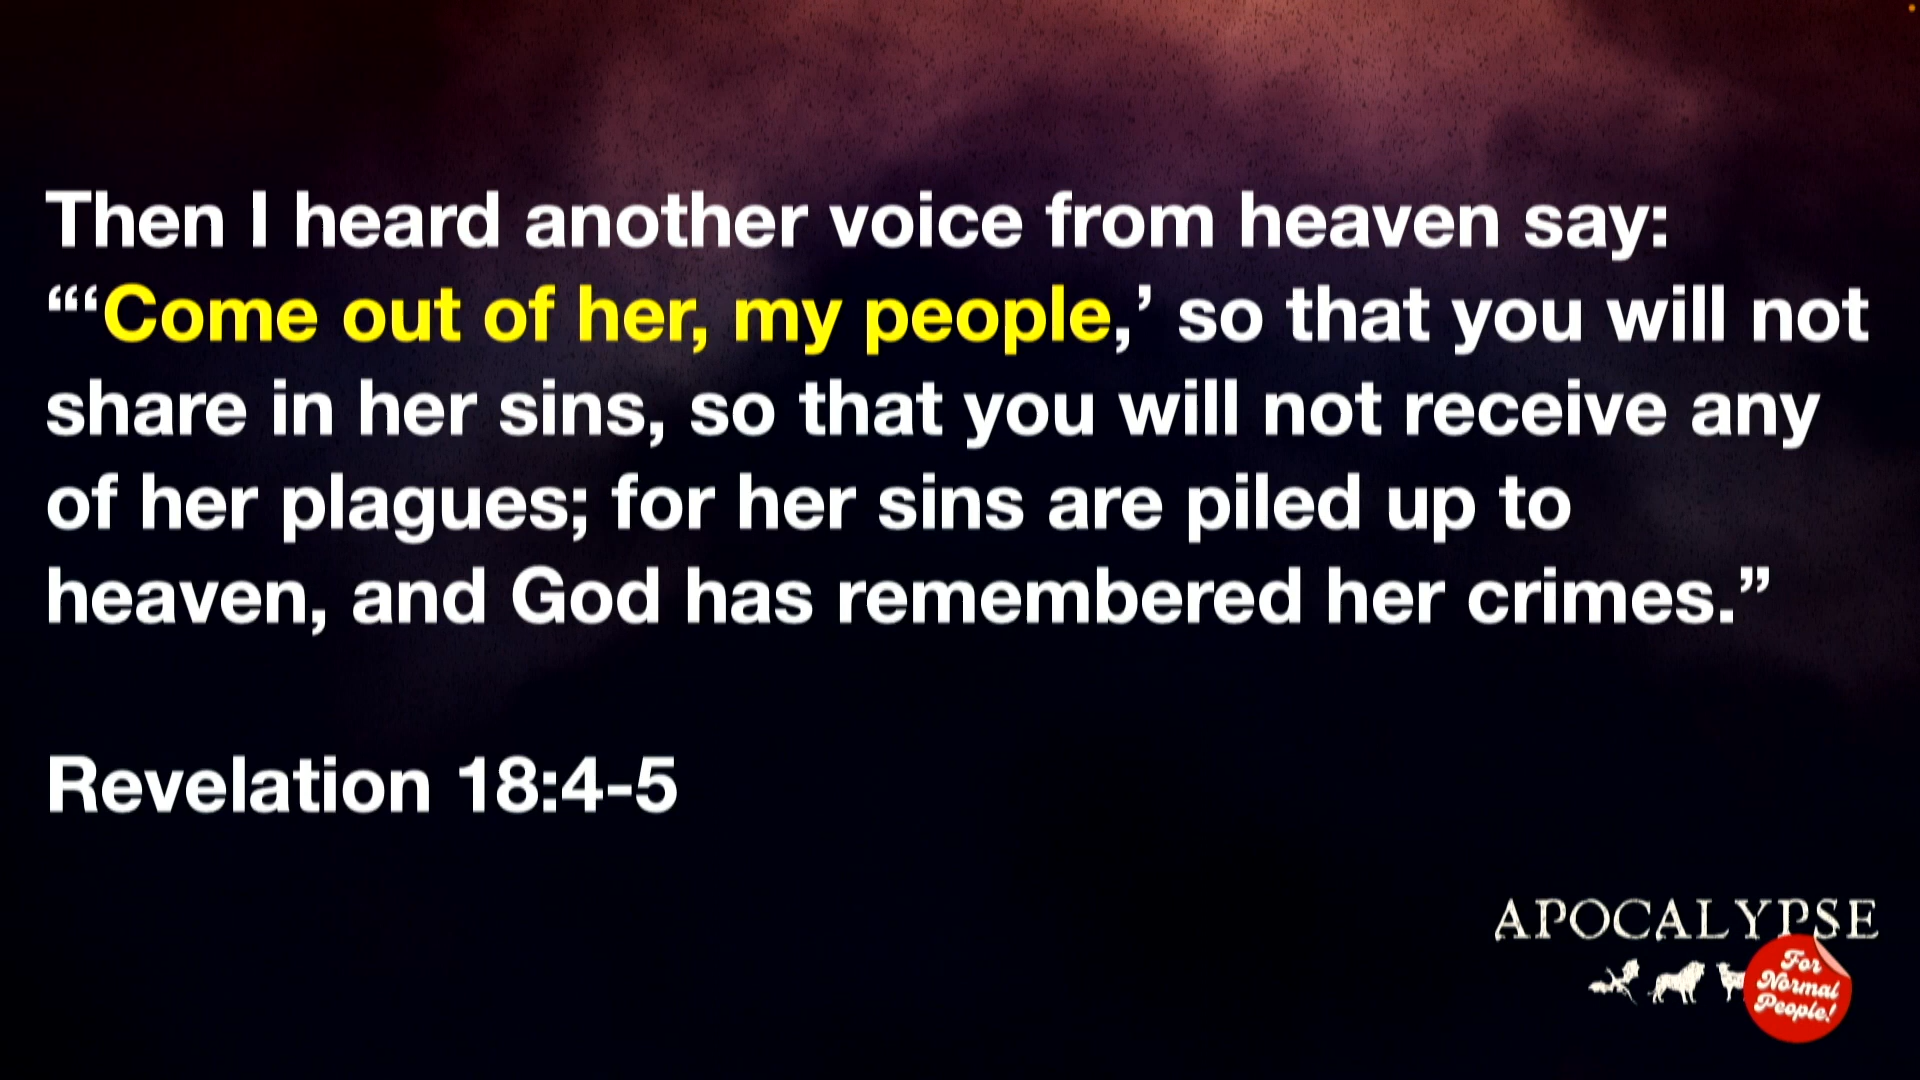 Then I heard another voice from heaven say:
“‘Come out of her, my people,’ so that you will not
share in her sins, so that you will not receive any
of her plagues; for her sins are piled up to
heaven, and God has remembered her crimes.”
Revelation 18:4-5
APOCALYPSE
For
Normal
People!